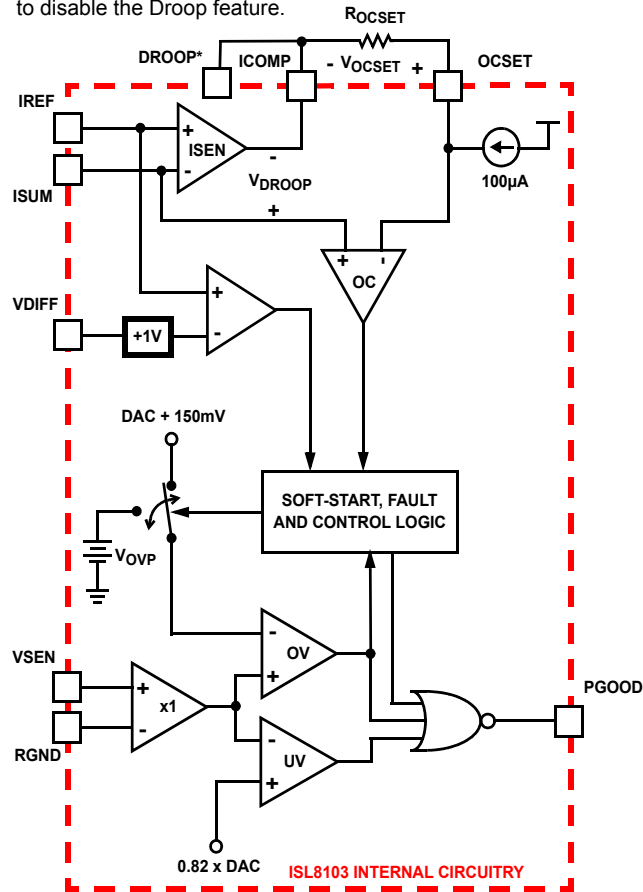 to disable the Droop feature.
ROCSET
DROOP*
ICOMP
- VOCSET +
OCSET
IREF
+
ISEN
-
-
VDROOP
+
100µA
ISUM
+ -
OC
VDIFF
+
-
+1V
DAC + 150mV
SOFT-START, FAULT
AND CONTROL LOGIC
VOVP
-
OV
+
VSEN
+
x1
-
RGND
PGOOD
-
UV
+
0.82 x DAC
ISL8103 INTERNAL CIRCUITRY